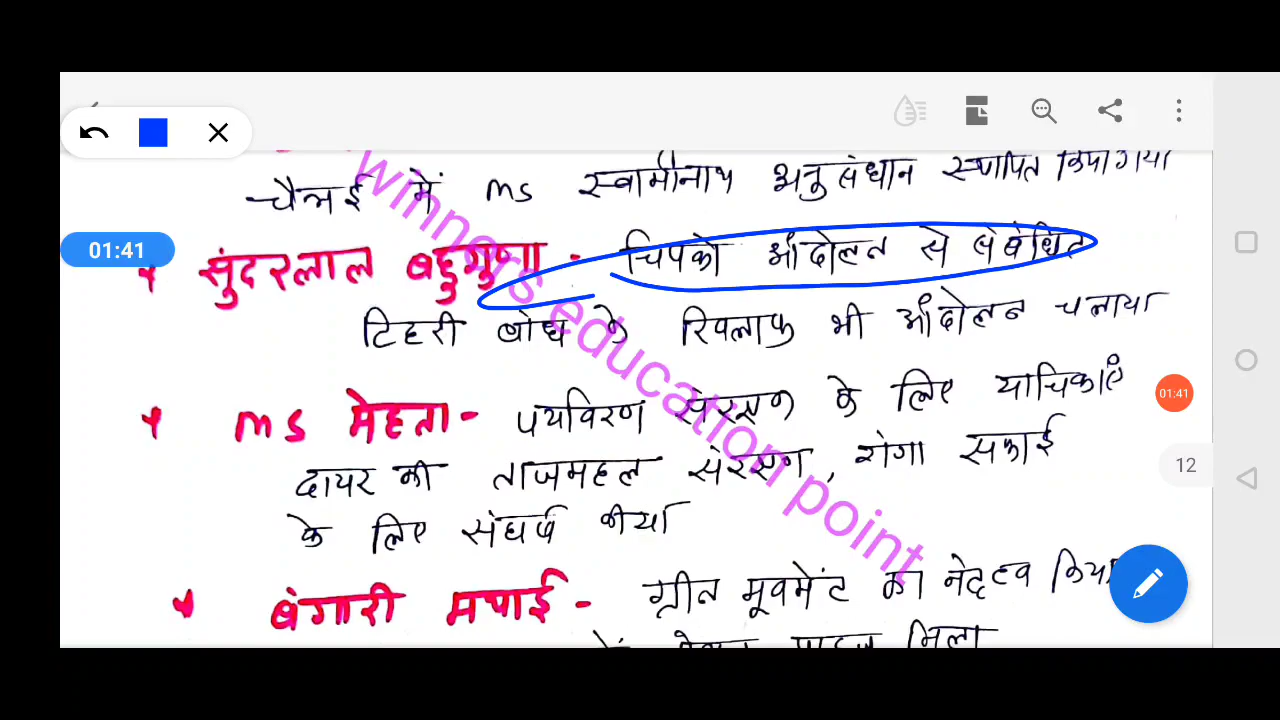 चैन्नई में ms स्वामीनाथ अनुसंधान स्थापित किया गया
01:41
* सुंदरलाल बहुगुणा - चिपको आंदोलन से संबंधित
टिहरी बांध के खिलाफ भी आंदोलन चलाया
* ms मेहता - पर्यावरण संरक्षण के लिए याचिकाएँ
01:41
दायर की ताजमहल संरक्षण, गंगा सफाई
12
के लिए संघर्ष कीया
* बंगारी मथाई - ग्रीन मूवमेंट का नेतृत्व किया
मिला
winners education point